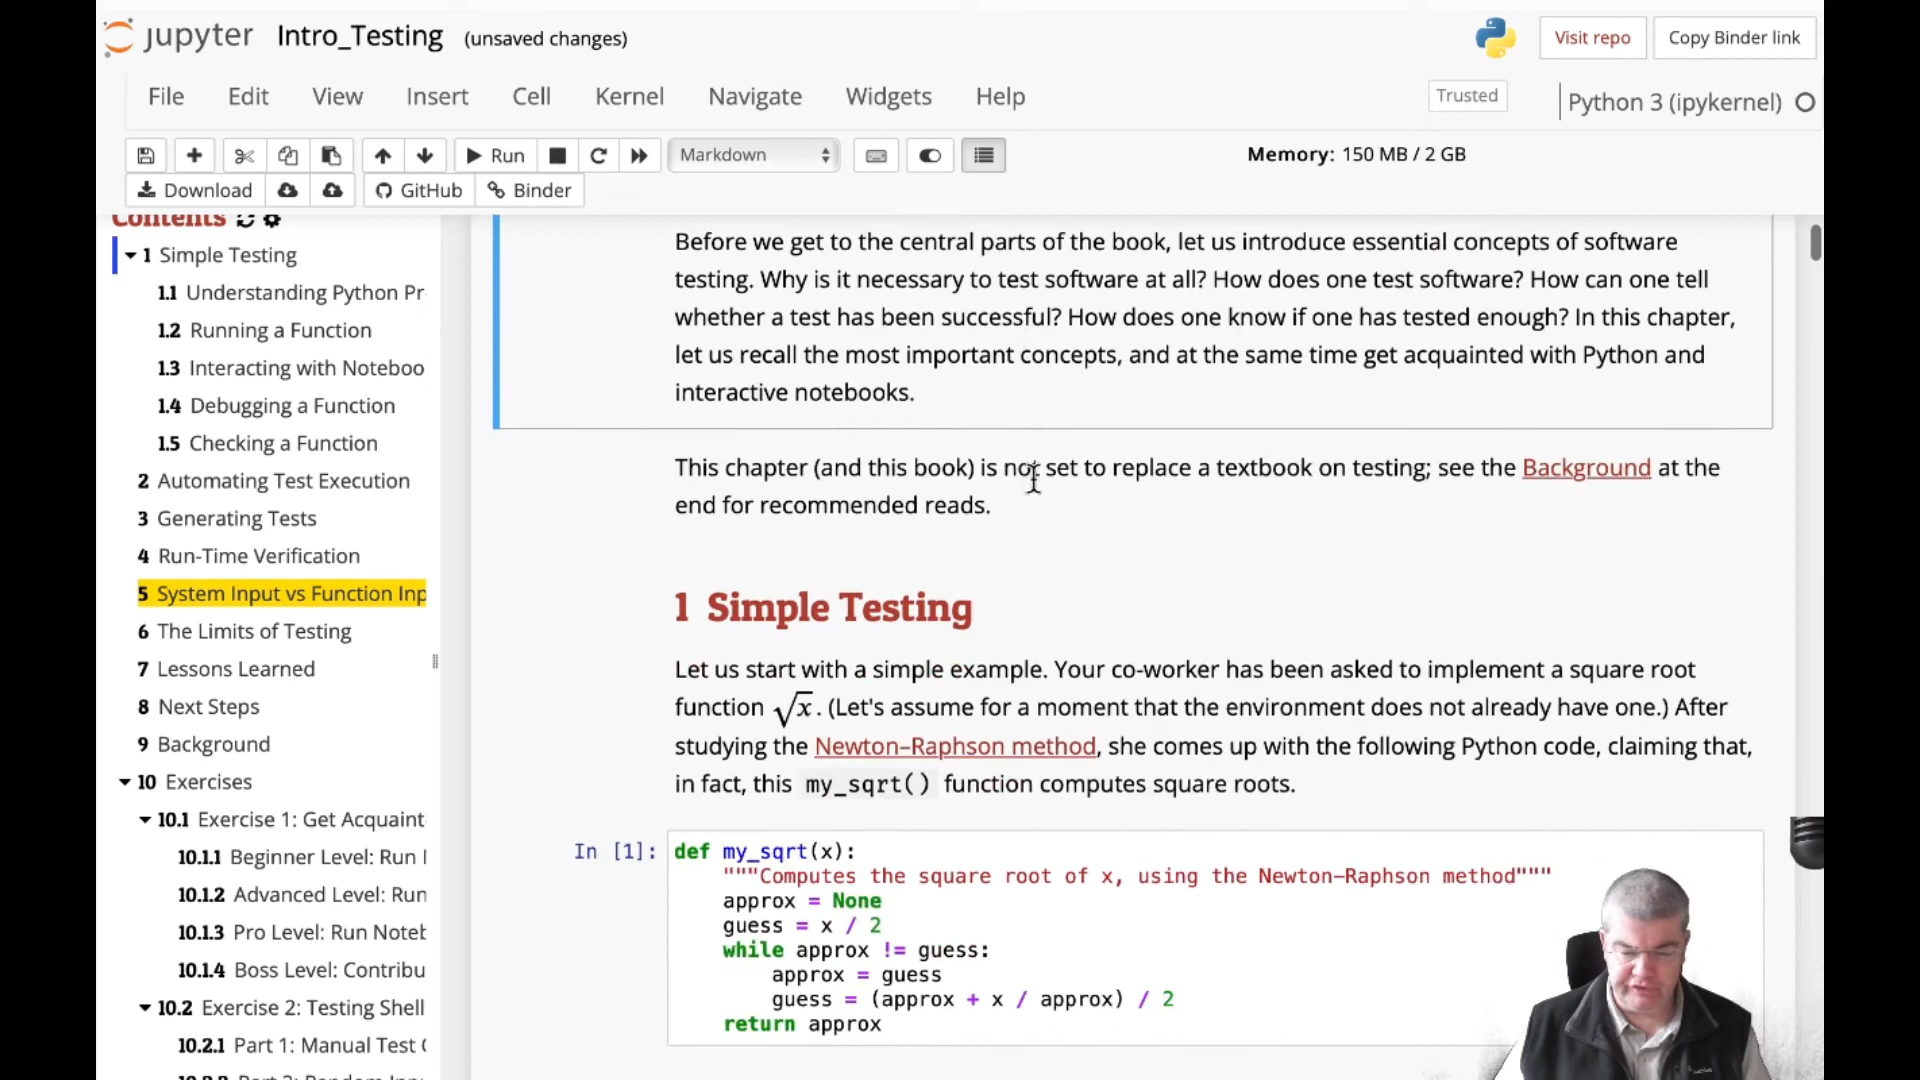 jupyter Intro_Testing (unsaved changes)
Visit repo
Copy Binder link
File Edit View Insert Cell Kernel Navigate Widgets Help
Trusted
Python 3 (ipykernel)
Run
Markdown
Memory: 150 MB / 2 GB
Download
GitHub
Binder
Contents
1 Simple Testing
1.1 Understanding Python Pr
1.2 Running a Function
1.3 Interacting with Noteboo
1.4 Debugging a Function
1.5 Checking a Function
2 Automating Test Execution
3 Generating Tests
4 Run-Time Verification
5 System Input vs Function Inp
6 The Limits of Testing
7 Lessons Learned
8 Next Steps
9 Background
10 Exercises
10.1 Exercise 1: Get Acquaint
10.1.1 Beginner Level: Run
10.1.2 Advanced Level: Run
10.1.3 Pro Level: Run Noteb
10.1.4 Boss Level: Contribu
10.2 Exercise 2: Testing Shell
10.2.1 Part 1: Manual Test
Before we get to the central parts of the book, let us introduce essential concepts of software
testing. Why is it necessary to test software at all? How does one test software? How can one tell
whether a test has been successful? How does one know if one has tested enough? In this chapter,
let us recall the most important concepts, and at the same time get acquainted with Python and
interactive notebooks.
This chapter (and this book) is not set to replace a textbook on testing; see the Background at the
end for recommended reads.
1 Simple Testing
Let us start with a simple example. Your co-worker has been asked to implement a square root
function √x. (Let's assume for a moment that the environment does not already have one.) After
studying the Newton–Raphson method, she comes up with the following Python code, claiming that,
in fact, this my_sqrt() function computes square roots.
In [1]:
def my_sqrt(x):
"""Computes the square root of x, using the Newton-Raphson method"""
approx = None
guess = x / 2
while approx != guess:
approx = guess
guess = (approx + x / approx) / 2
return approx